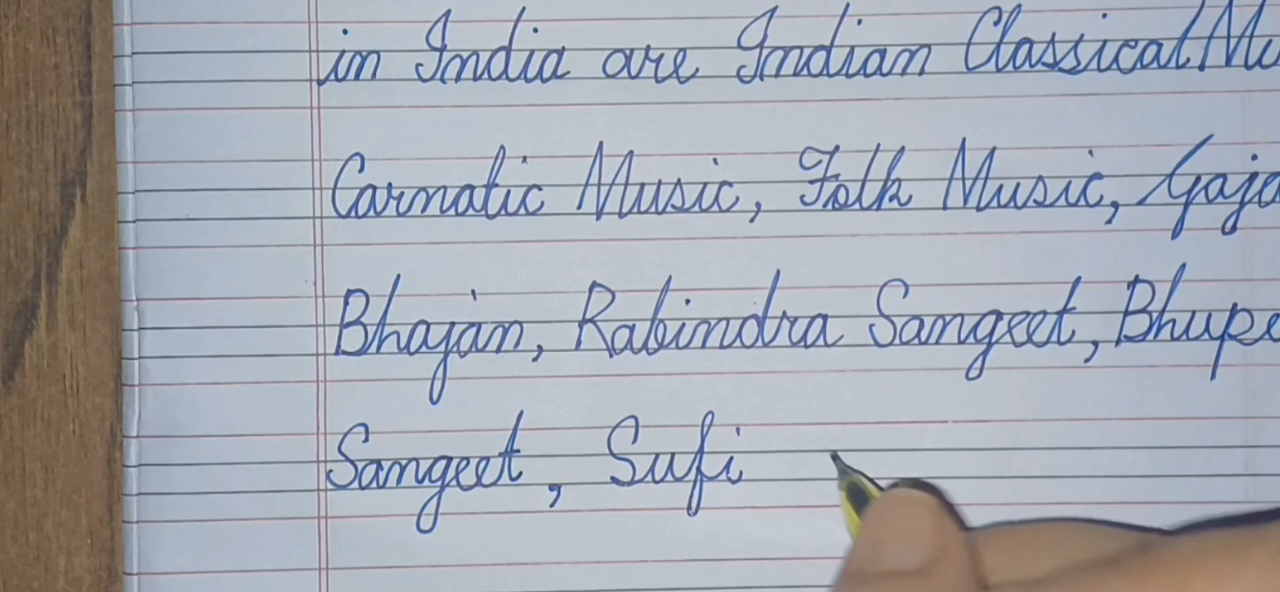 in India are Indian Classical
Carnatic Music, Folk Music,
Bhajan, Rabindra Sangeet,
Sangeet, Sufi